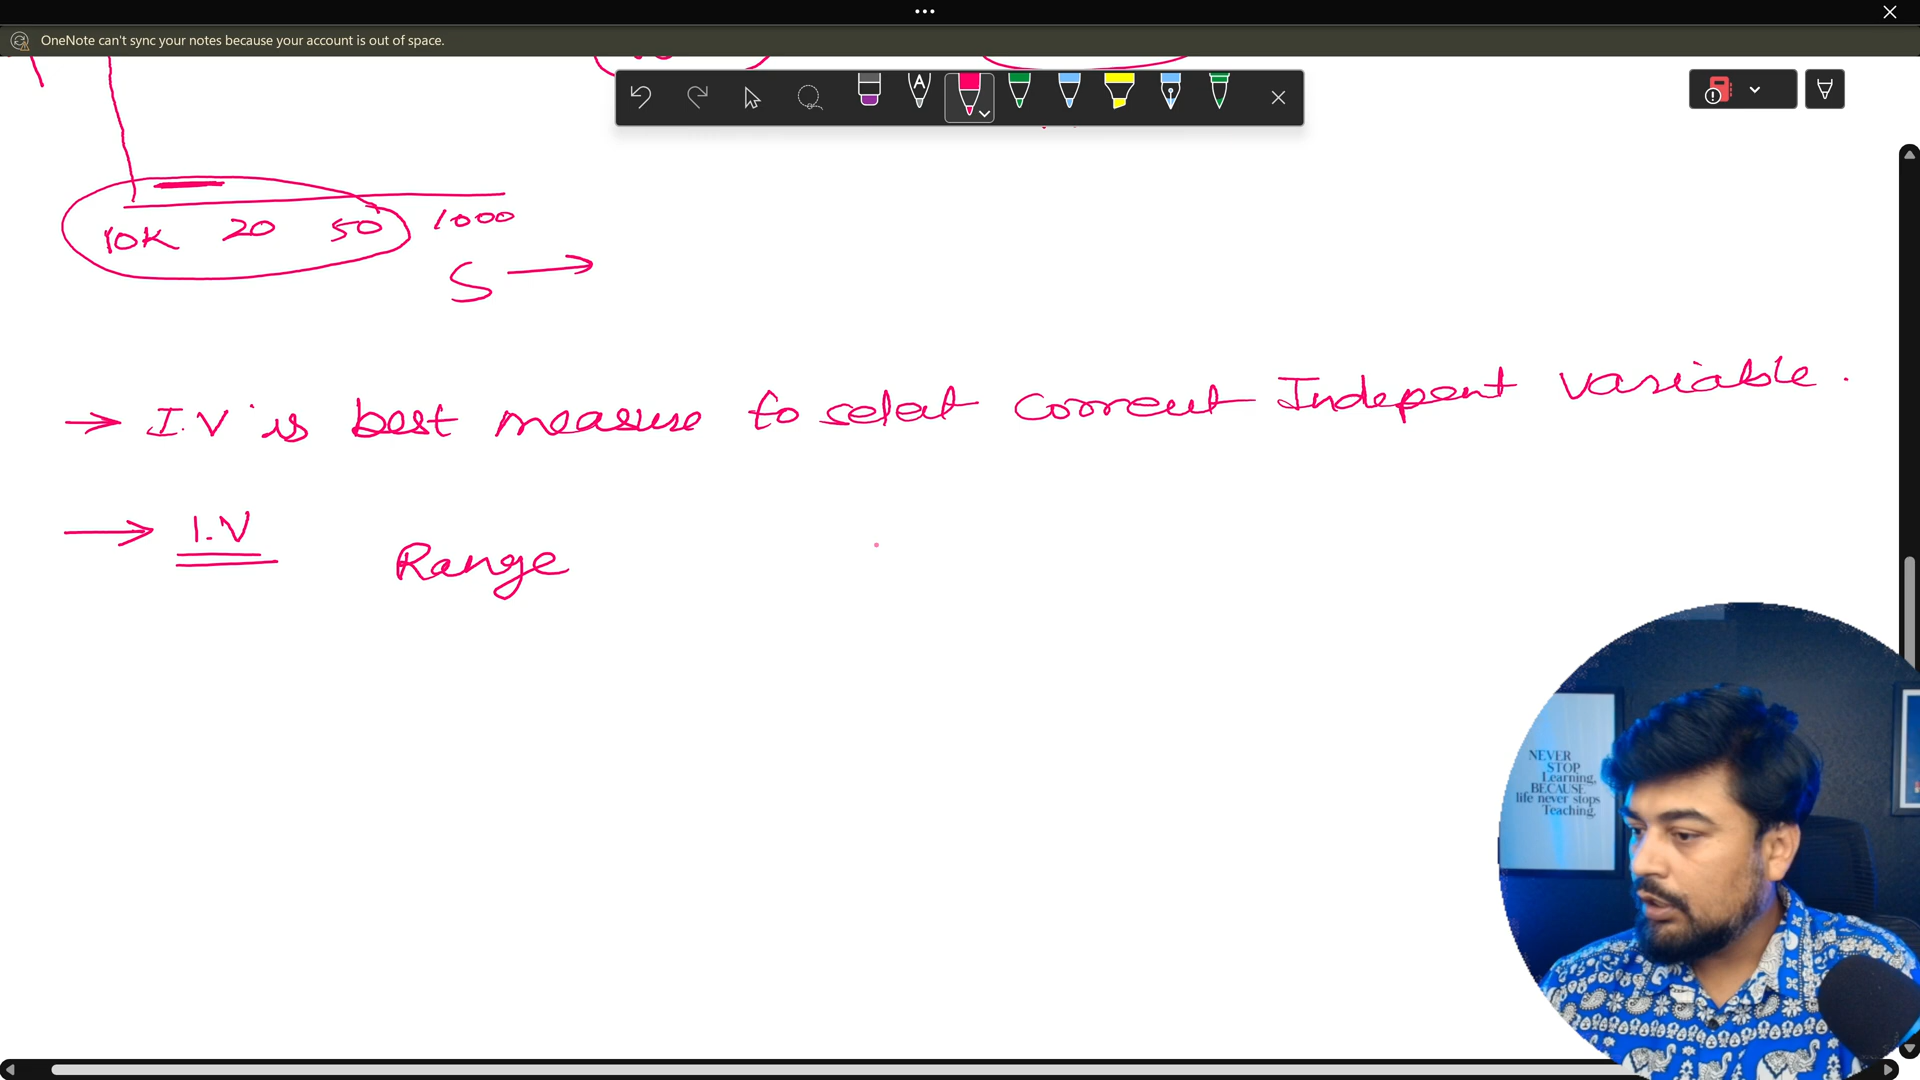 OneNote can't sync your notes because your account is out of space.
10K 20 50 1000
S
I.V is best measure to select correct Indepent variable.
I.V
Range
NEVER
STOP
Learning,
BECAUSE
life never stops
Teaching.